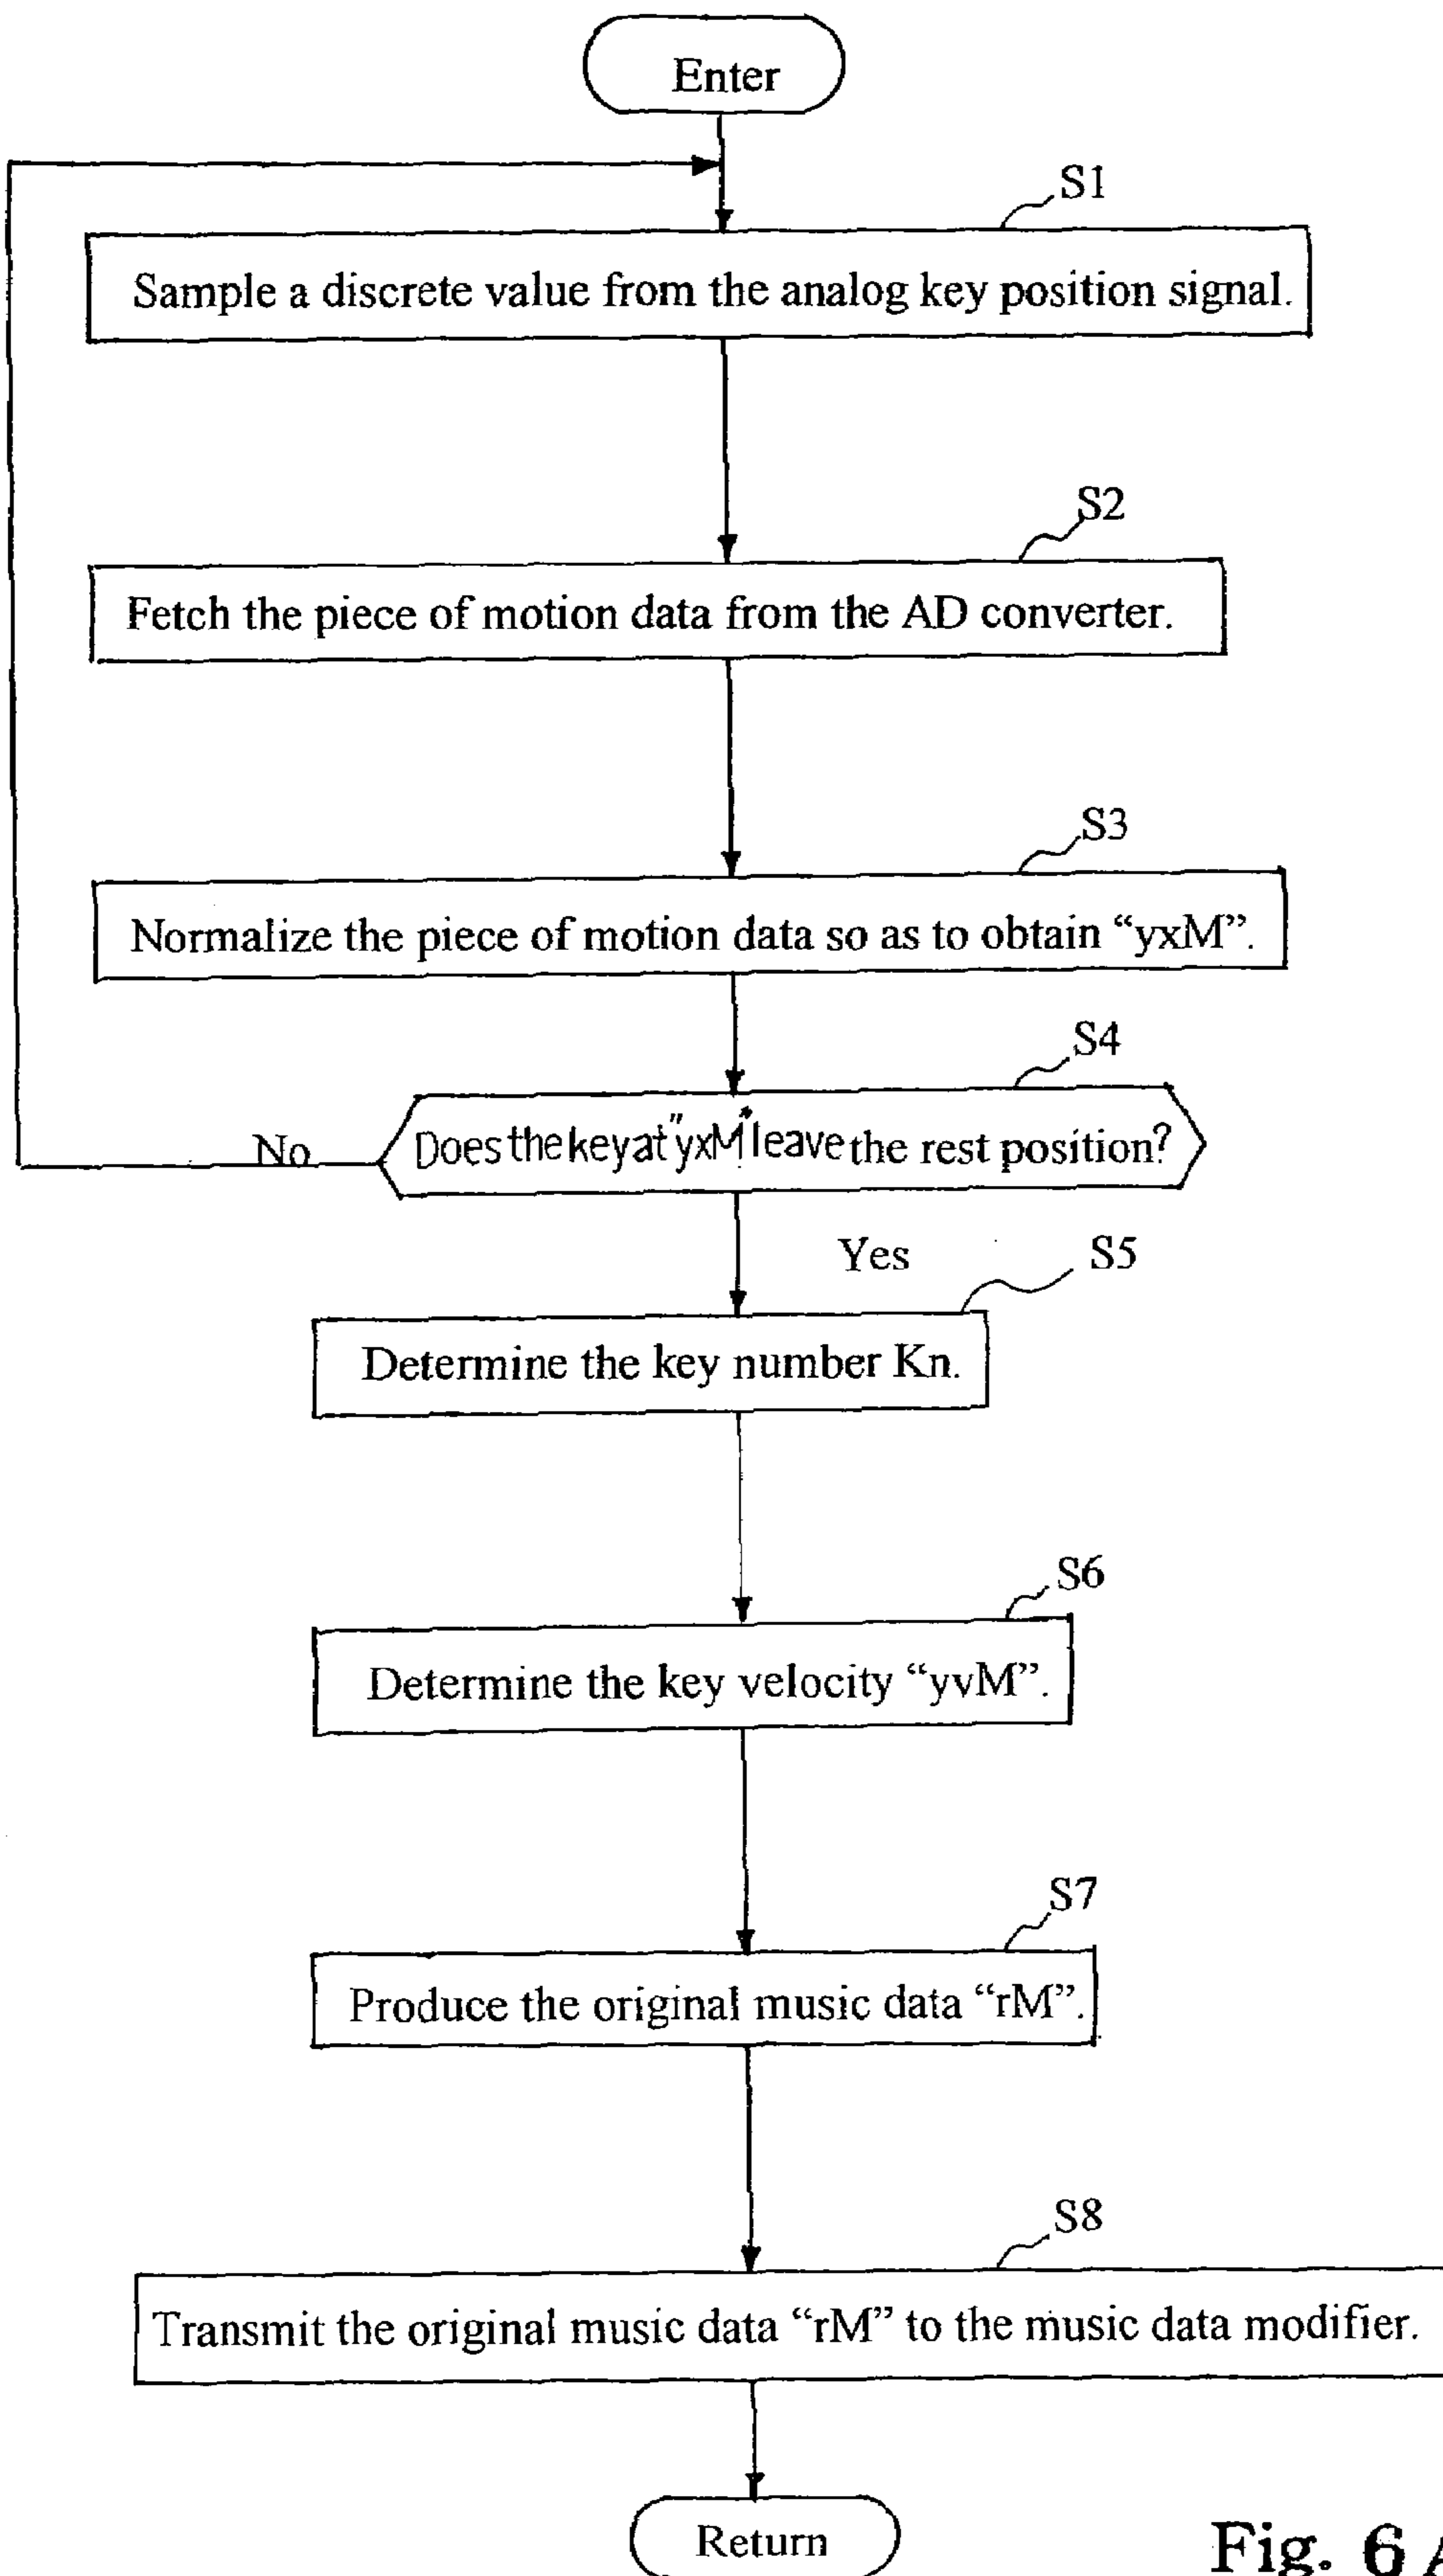 Enter
S1
Sample a discrete value from the analog key position signal.
S2
Fetch the piece of motion data from the AD converter.
S3
Normalize the piece of motion data so as to obtain “yxM”.
S4
No
Does the key at "yxM" leave the rest position?
Yes
S5
Determine the key number Kn.
S6
Determine the key velocity “yvM”.
S7
Produce the original music data “rM”.
S8
Transmit the original music data “rM” to the music data modifier.
Return
Fig. 6 A